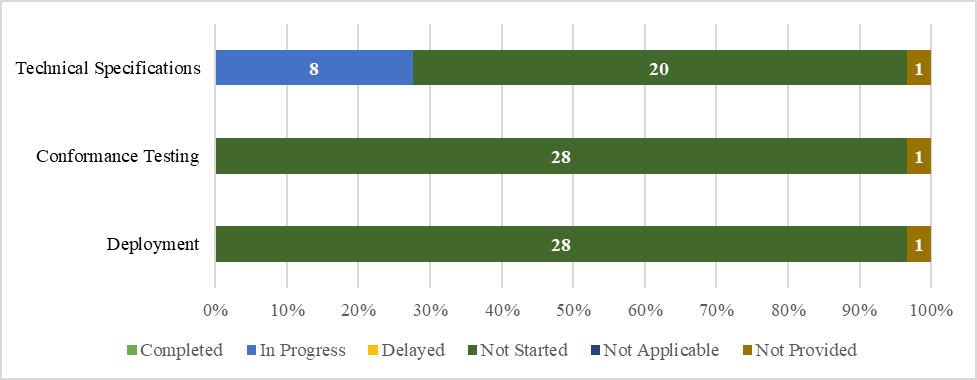 Technical Specifications 8 20 1
Conformance Testing 28 1
Deployment 28 1
0% 10% 20% 30% 40% 50% 60% 70% 80% 90% 100%
Completed In Progress Delayed Not Started Not Applicable Not Provided